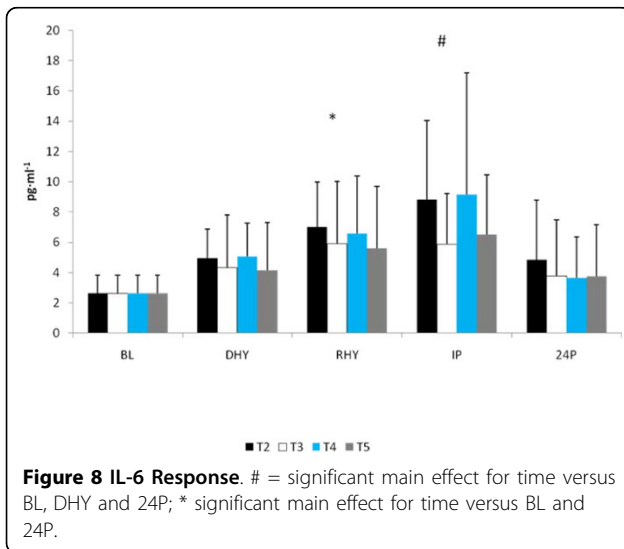 20
18
#
16
14
*
12
pg·ml-1
10
8
6
4
2
0
BL DHY RHY IP 24P
■ T2 □ T3 ■ T4 ■ T5
Figure 8 IL-6 Response. # = significant main effect for time versus
BL, DHY and 24P; * significant main effect for time versus BL and
24P.